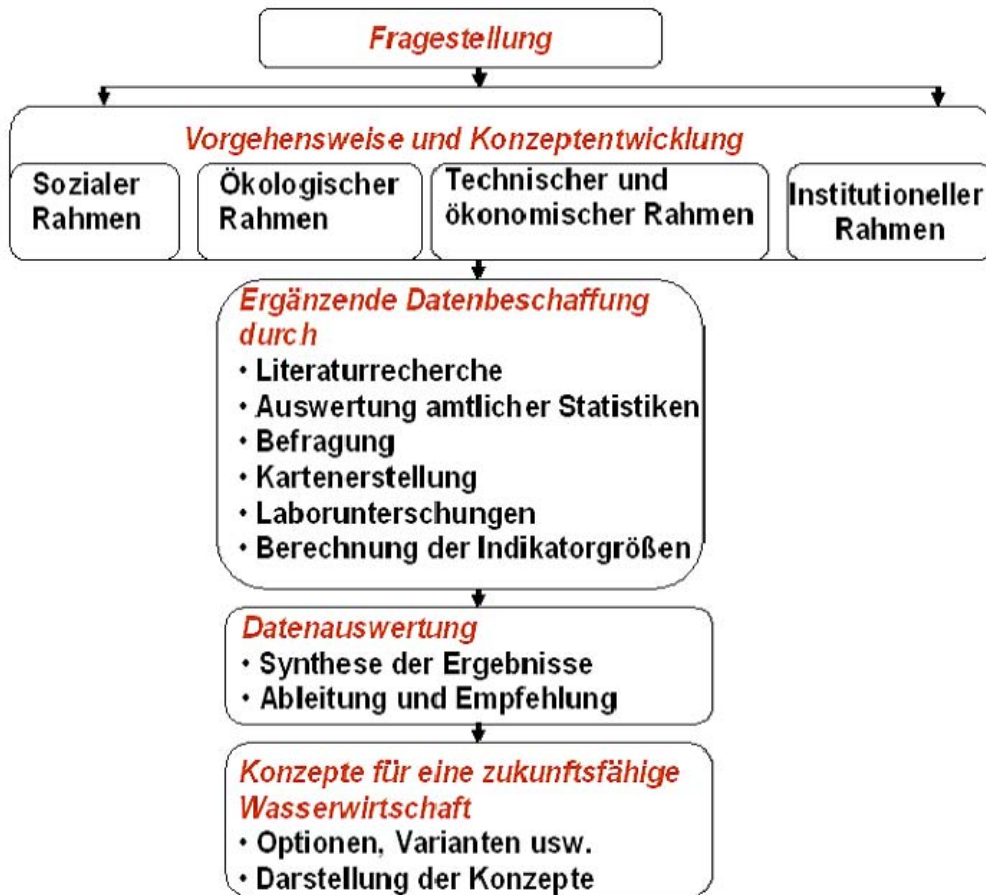 Fragestellung
Vorgehensweise und Konzeptentwicklung
Sozialer
Rahmen
Ökologischer
Rahmen
Technischer und
ökonomischer Rahmen
Institutioneller
Rahmen
Ergänzende Datenbeschaffung
durch
· Literaturrecherche
· Auswertung amtlicher Statistiken
· Befragung
· Kartenerstellung
· Laborunterschungen
· Berechnung der Indikatorgrößen
Datenauswertung
· Synthese der Ergebnisse
· Ableitung und Empfehlung
Konzepte für eine zukunftsfähige
Wasserwirtschaft
· Optionen, Varianten usw.
· Darstellung der Konzepte